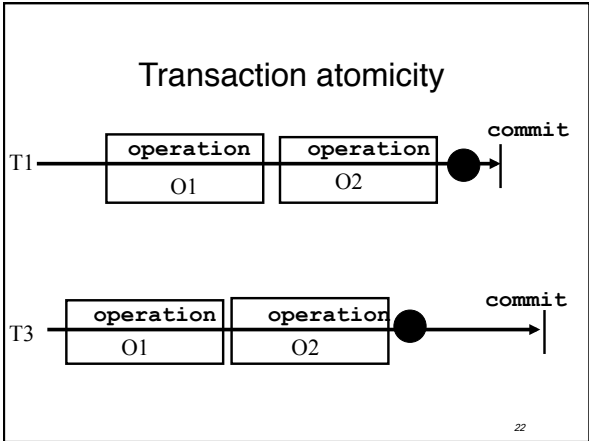 Transaction atomicity
commit
operation operation
T1
O1 O2
commit
operation operation
T3
O1 O2
22